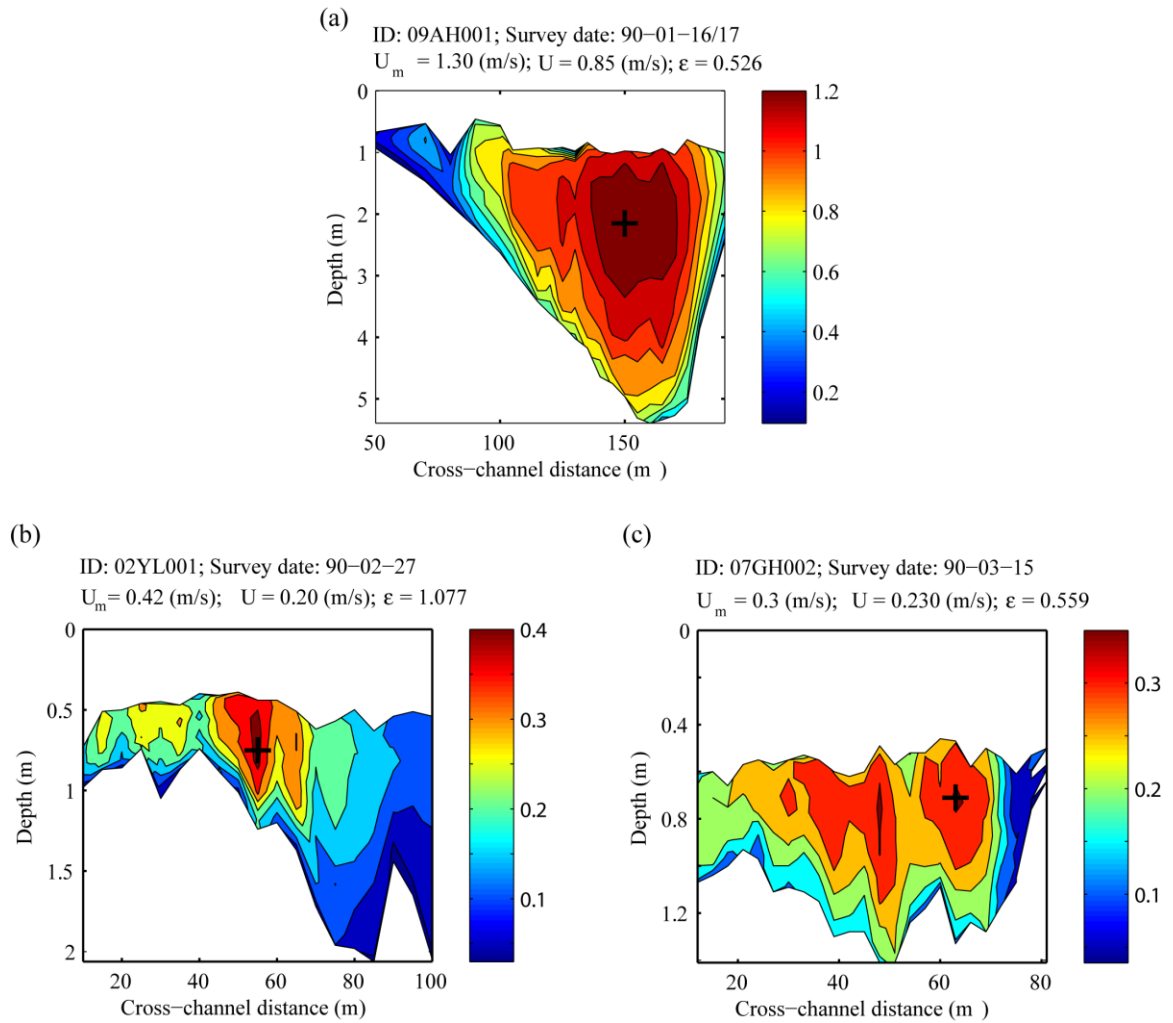 (a)
ID: 09AH001; Survey date: 90−01−16/17
U_m = 1.30 (m/s); U = 0.85 (m/s); ε = 0.526
0
1
2
3
4
5
Depth (m)
50 100 150
Cross−channel distance (m)
1.2
1
0.8
0.6
0.4
0.2
(b)
ID: 02YL001; Survey date: 90−02−27
U_m = 0.42 (m/s); U = 0.20 (m/s); ε = 1.077
0
0.5
1
1.5
2
Depth (m)
20 40 60 80 100
Cross−channel distance (m)
0.4
0.3
0.2
0.1
(c)
ID: 07GH002; Survey date: 90−03−15
U_m = 0.3 (m/s); U = 0.230 (m/s); ε = 0.559
0
0.4
0.8
1.2
Depth (m)
20 40 60 80
Cross−channel distance (m)
0.3
0.2
0.1